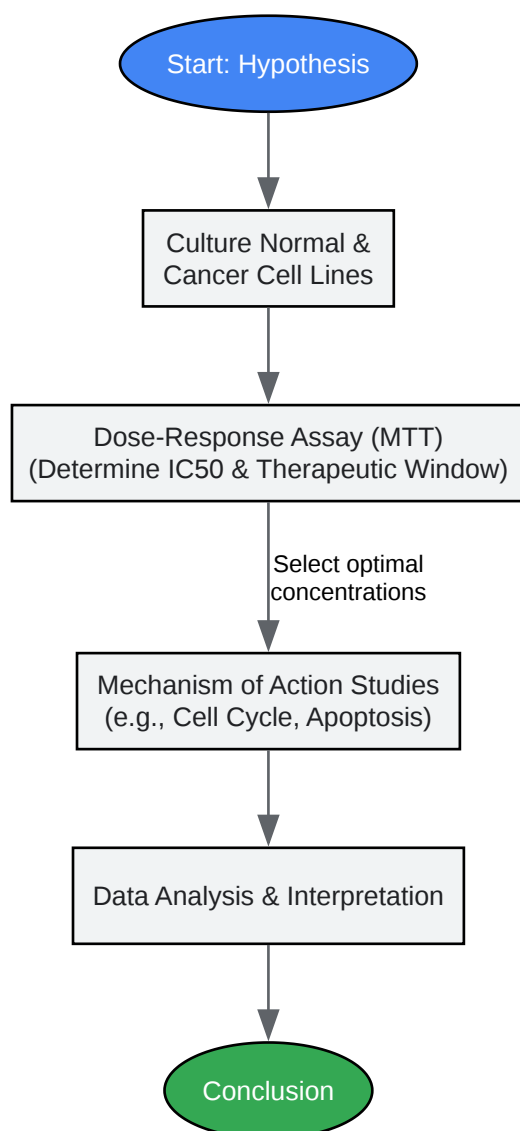 Start: Hypothesis
Culture Normal &
Cancer Cell Lines
Dose-Response Assay (MTT)
(Determine IC50 & Therapeutic Window)
Select optimal
concentrations
Mechanism of Action Studies
(e.g., Cell Cycle, Apoptosis)
Data Analysis & Interpretation
Conclusion